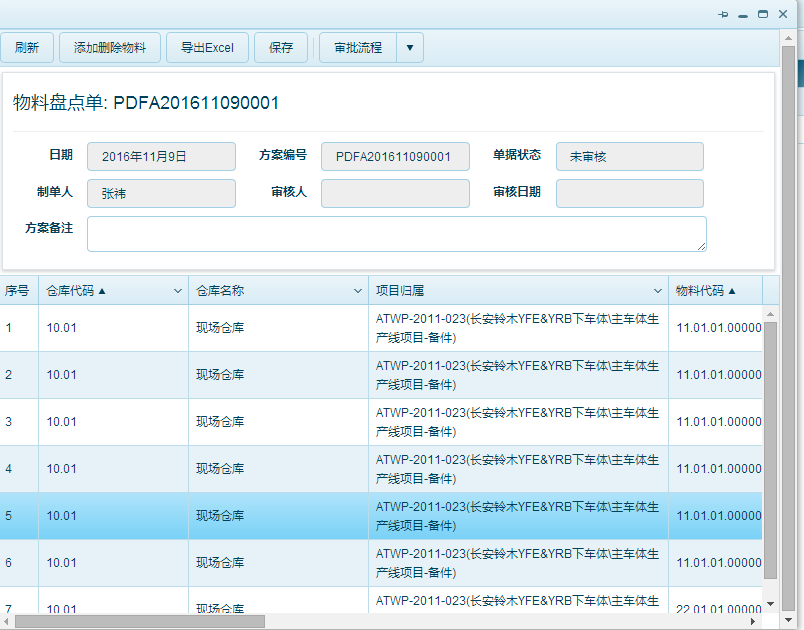 刷新 添加删除物料 导出Excel 保存 审批流程 ▼
物料盘点单: PDFA201611090001
日期 2016年11月9日 方案编号 PDFA201611090001 单据状态 未审核
制单人 张祎 审核人 审核日期
方案备注
序号 仓库代码 ▲ 仓库名称 项目归属 物料代码 ▲
1 10.01 现场仓库 ATWP-2011-023(长安铃木YFE&YRB下车体\主车体生
产线项目-备件) 11.01.01.00000
2 10.01 现场仓库 ATWP-2011-023(长安铃木YFE&YRB下车体\主车体生
产线项目-备件) 11.01.01.00000
3 10.01 现场仓库 ATWP-2011-023(长安铃木YFE&YRB下车体\主车体生
产线项目-备件) 11.01.01.00000
4 10.01 现场仓库 ATWP-2011-023(长安铃木YFE&YRB下车体\主车体生
产线项目-备件) 11.01.01.00000
5 10.01 现场仓库 ATWP-2011-023(长安铃木YFE&YRB下车体\主车体生
产线项目-备件) 11.01.01.00000
6 10.01 现场仓库 ATWP-2011-023(长安铃木YFE&YRB下车体\主车体生
产线项目-备件) 11.01.01.00000
7 10.01 现场仓库 ATWP-2011-023(长安铃木YFE&YRB下车体\主车体生
22.01.01.00000